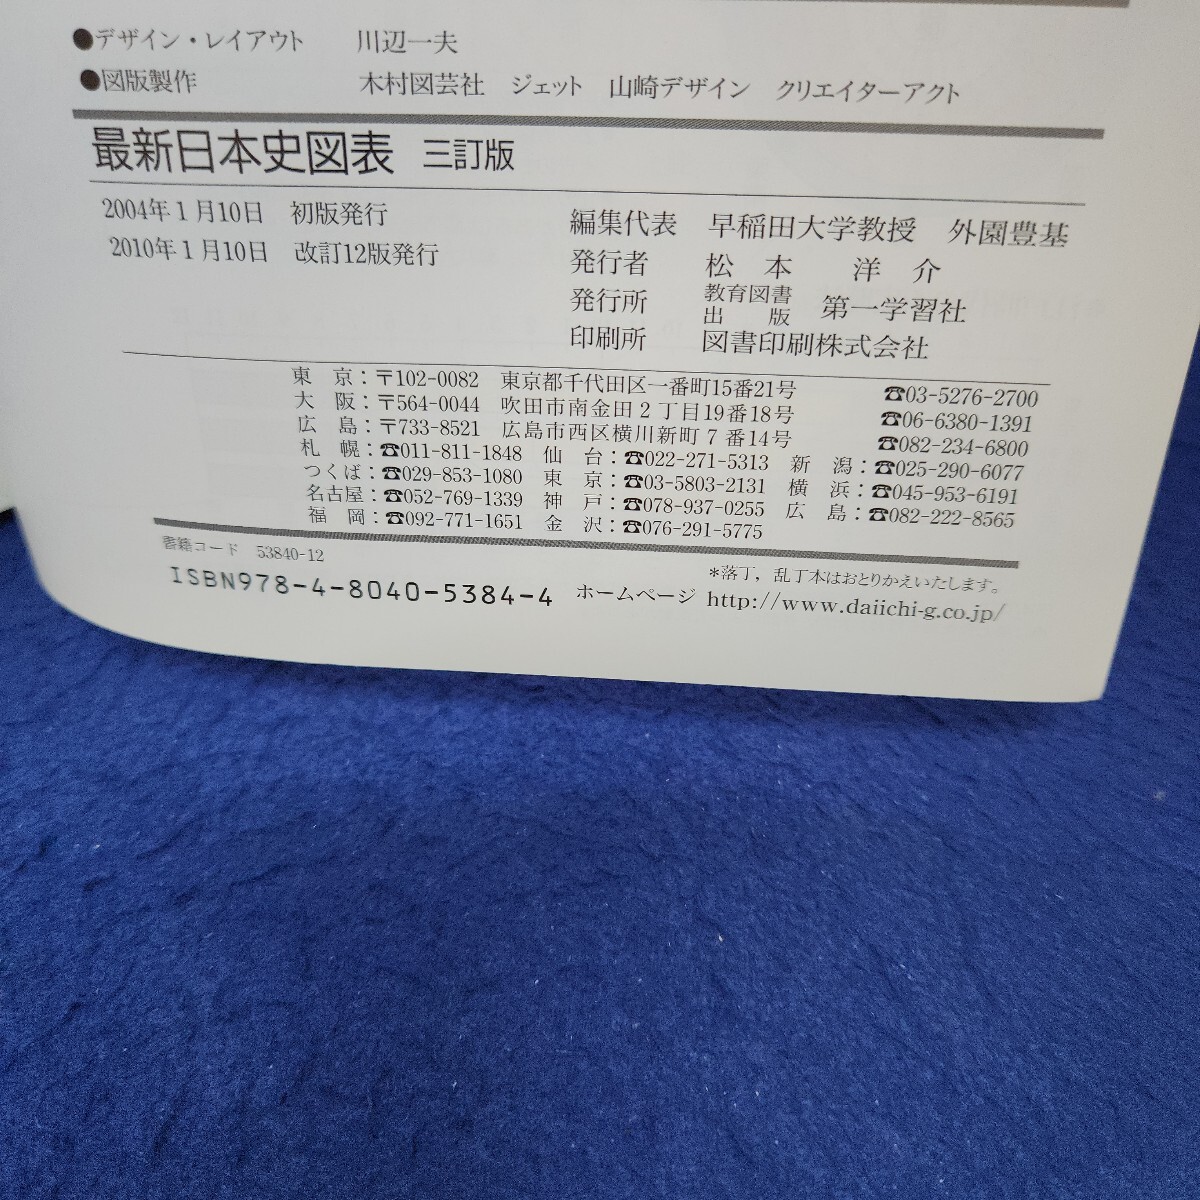 ●デザイン・レイアウト　川辺一夫
●図版製作　木村図芸社　ジェット　山崎デザイン　クリエイターアクト
最新日本史図表 三訂版
2004年1月10日　初版発行
2010年1月10日　改訂12版発行
編集代表　早稲田大学教授　外園豊基
発行者　松本　洋介
発行所　教育図書出版　第一学習社
印刷所　図書印刷株式会社
東京：〒102-0082　東京都千代田区一番町15番21号　☎03-5276-2700
大阪：〒564-0044　吹田市南金田2丁目19番18号　☎06-6380-1391
広島：〒733-8521　広島市西区横川新町7番14号　☎082-234-6800
札幌：☎011-811-1848　仙台：☎022-271-5313　新潟：☎025-290-6077
つくば：☎029-853-1080　東京：☎03-5803-2131　横浜：☎045-953-6191
名古屋：☎052-769-1339　神戸：☎078-937-0255　広島：☎082-222-8565
福岡：☎092-771-1651　金沢：☎076-291-5775
書籍コード　53840-12
＊落丁，乱丁本はおとりかえいたします。
ISBN978-4-8040-5384-4　ホームページ http://www.daiichi-g.co.jp/